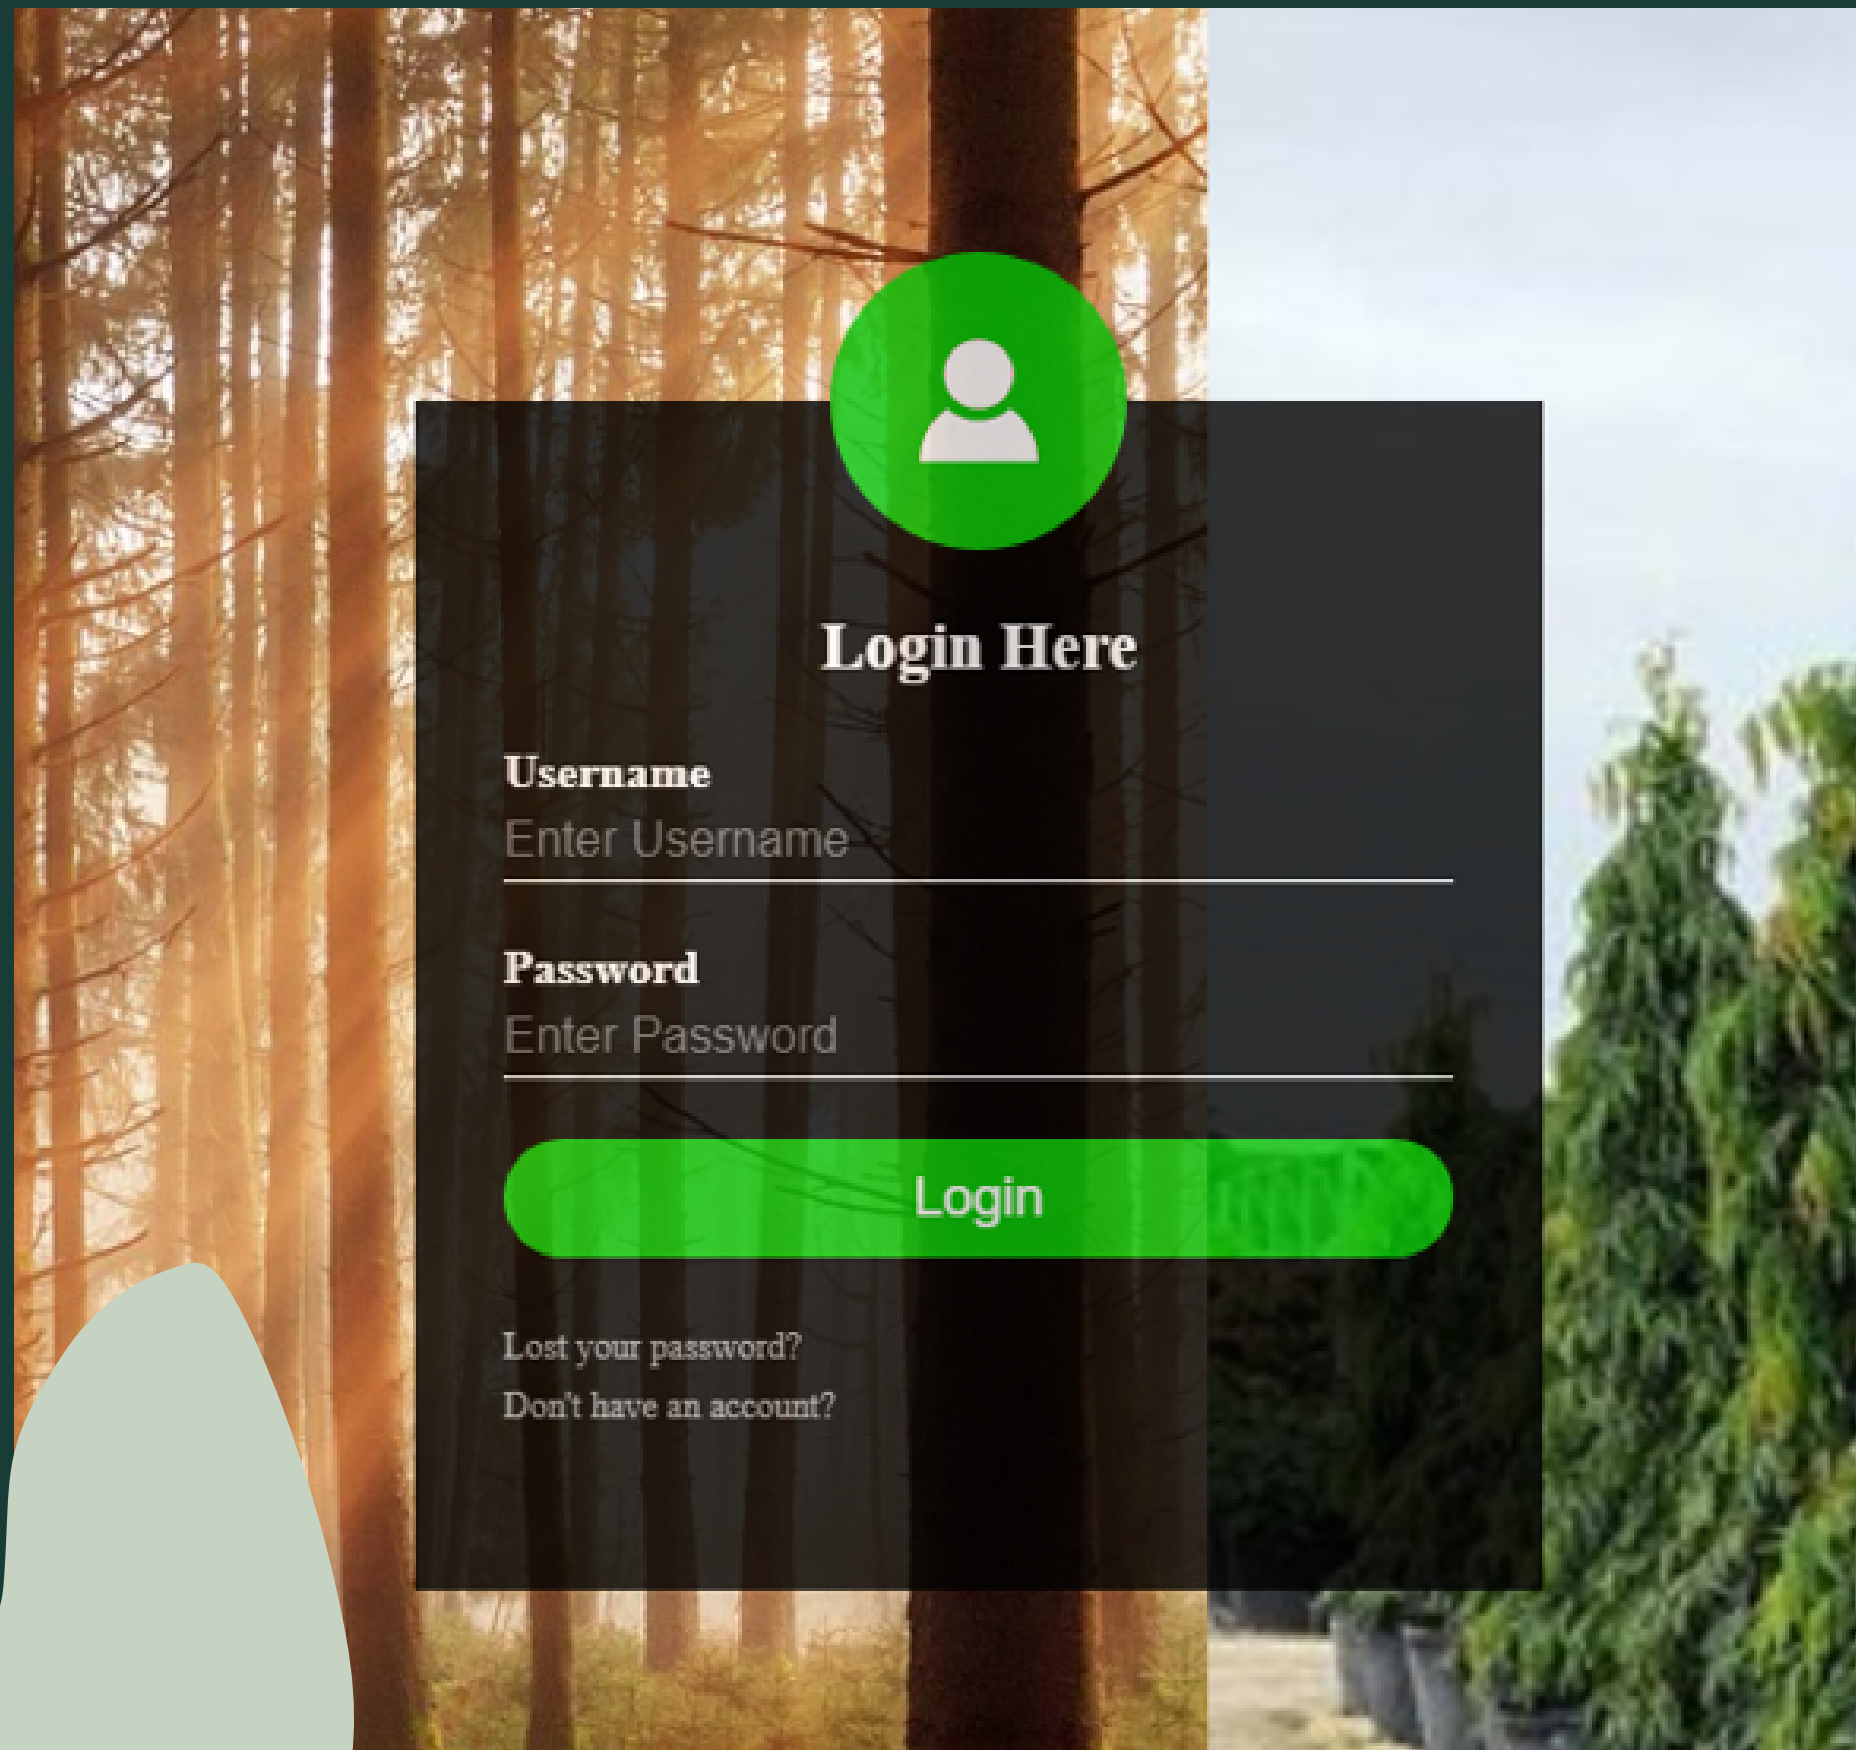 Login Here
Username
Enter Username
Password
Enter Password
Login
Lost your password?
Don't have an account?